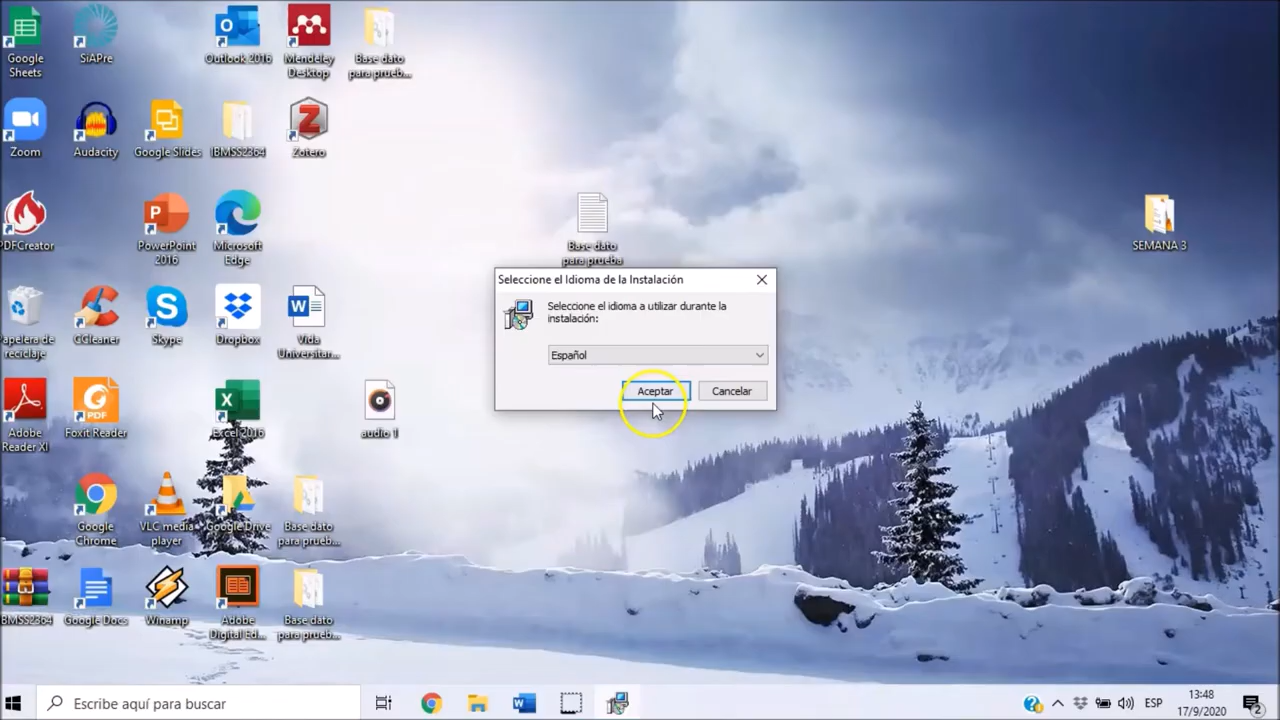 Google
Sheets
SiAPre
Outlook 2016
Mendeley
Desktop
Base dato
para prueb...
Zoom
Audacity
Google Slides
IBMSS2364
Zotero
PDFCreator
PowerPoint
2016
Microsoft
Edge
Base dato
para prueba
SEMANA 3
Seleccione el Idioma de la Instalación
Seleccione el idioma a utilizar durante la
instalación:
Español
Aceptar
Cancelar
Papelera de
reciclaje
CCleaner
Skype
Dropbox
Vida
Universitar...
Adobe
Reader XI
PDF
Foxit Reader
Excel 2016
audio 1
Google
Chrome
VLC media
player
Google Drive
Base dato
para prueb...
BMSS2364
Google Docs
Winamp
Adobe
Digital Ed...
Base dato
para prueb...
Escribe aquí para buscar
ESP
13:48
17/9/2020
2